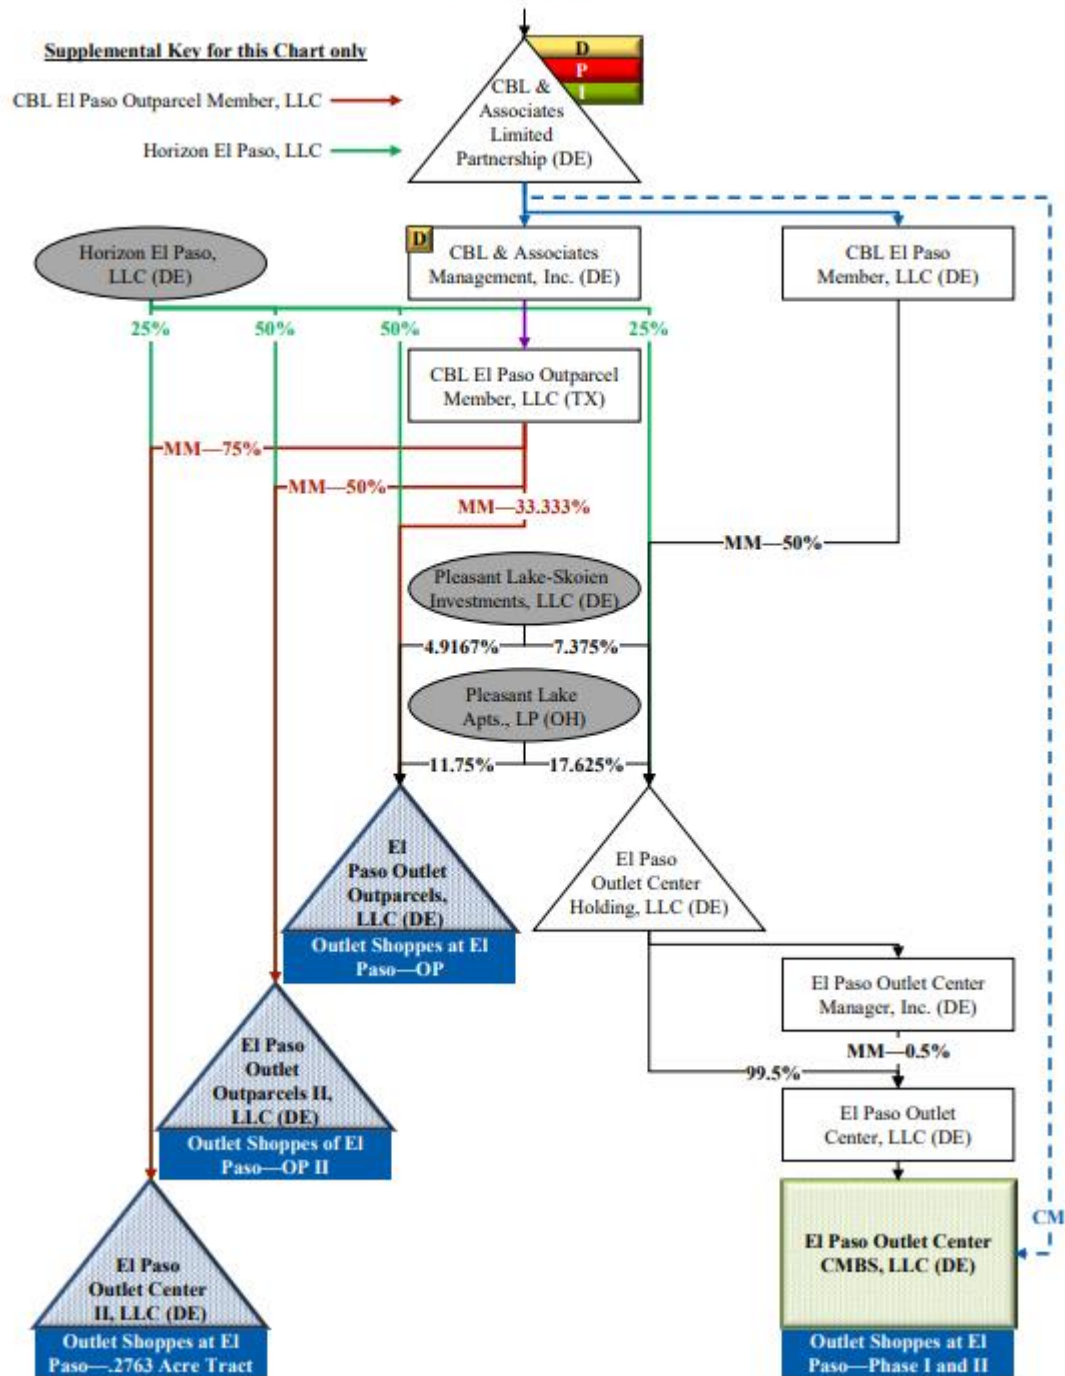 Supplemental Key for this Chart only
CBL El Paso Outparcel Member, LLC
Horizon El Paso, LLC
D
P
I
CBL &
Associates
Limited
Partnership (DE)
Horizon El Paso,
LLC (DE)
D
CBL & Associates
Management, Inc. (DE)
CBL El Paso
Member, LLC (DE)
25%
50%
50%
25%
CBL El Paso Outparcel
Member, LLC (TX)
MM—75%
MM—50%
MM—33.333%
MM—50%
Pleasant Lake-Skoien
Investments, LLC (DE)
4.9167%
7.375%
Pleasant Lake
Apts., LP (OH)
11.75%
17.625%
El
Paso Outlet
Outparcels,
LLC (DE)
Outlet Shoppes at El
Paso—OP
El Paso
Outlet Center
Holding, LLC (DE)
El Paso Outlet Center
Manager, Inc. (DE)
MM—0.5%
99.5%
El Paso
Outlet
Outparcels II,
LLC (DE)
Outlet Shoppes of El
Paso—OP II
El Paso Outlet
Center, LLC (DE)
El Paso
Outlet Center
II, LLC (DE)
Outlet Shoppes at El
Paso—.2763 Acre Tract
CM
El Paso Outlet Center
CMBS, LLC (DE)
Outlet Shoppes at El
Paso—Phase I and II